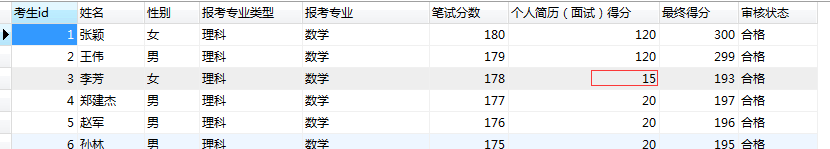 考生id 姓名 性别 报考专业类型 报考专业 笔试分数 个人简历（面试）得分 最终得分 审核状态
1 张颖 女 理科 数学 180 120 300 合格
2 王伟 男 理科 数学 179 120 299 合格
3 李芳 女 理科 数学 178 15 193 合格
4 郑建杰 男 理科 数学 177 20 197 合格
5 赵军 男 理科 数学 176 20 196 合格
6 孙林 男 理科 数学 175 20 195 合格